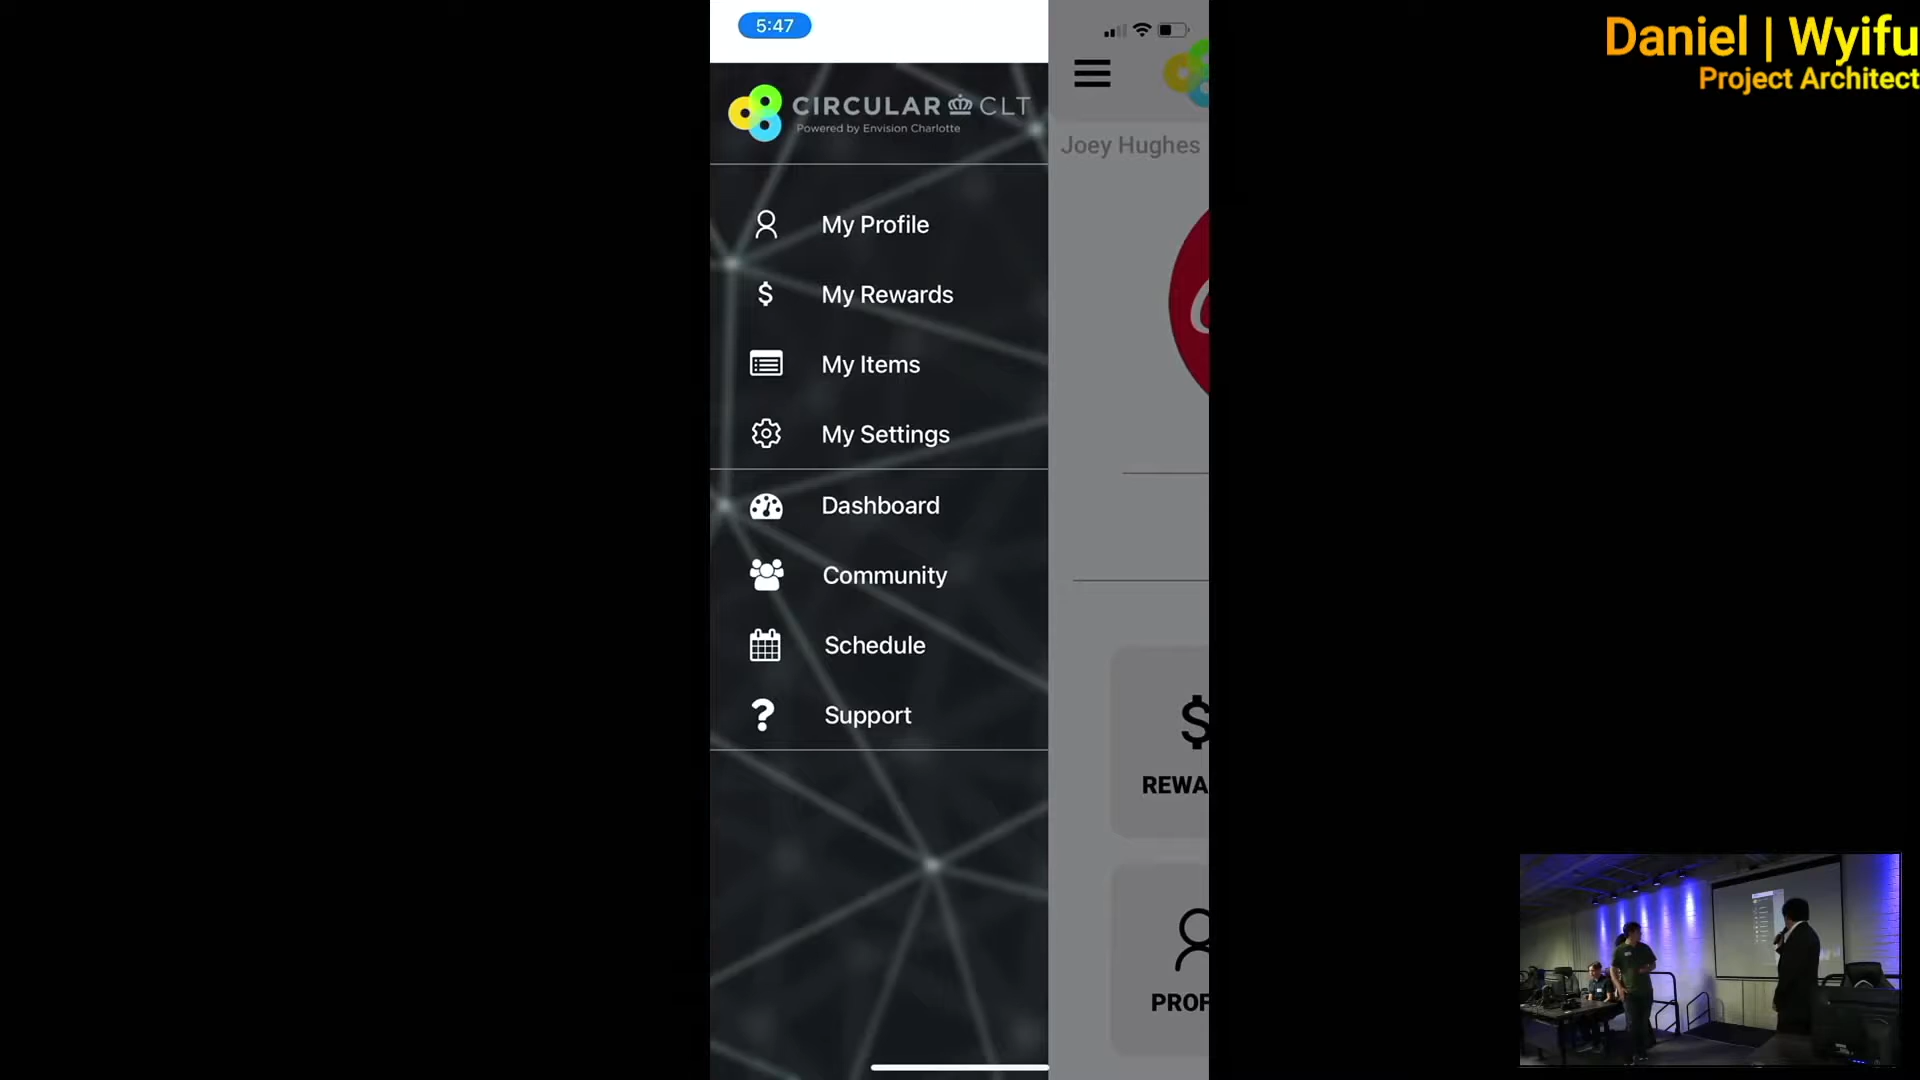 5:47
Daniel | Wyifu
Project Architect
CIRCULAR CLT
Powered by Envision Charlotte
Joey Hughes
My Profile
$ My Rewards
My Items
My Settings
Dashboard
Community
Schedule
? Support
$
REWA
PROF